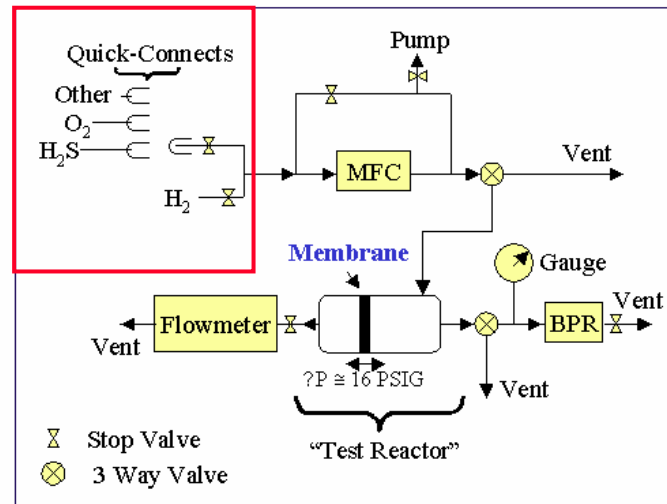 Pump
Quick-Connects
Other
O₂
H₂S
H₂
MFC
Vent
Membrane
Gauge
Vent
Flowmeter
BPR
Vent
?P ≅ 16 PSIG
Vent
"Test Reactor"
Stop Valve
3 Way Valve